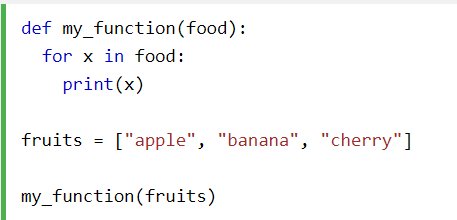 def my_function(food):
  for x in food:
    print(x)

fruits = ["apple", "banana", "cherry"]

my_function(fruits)